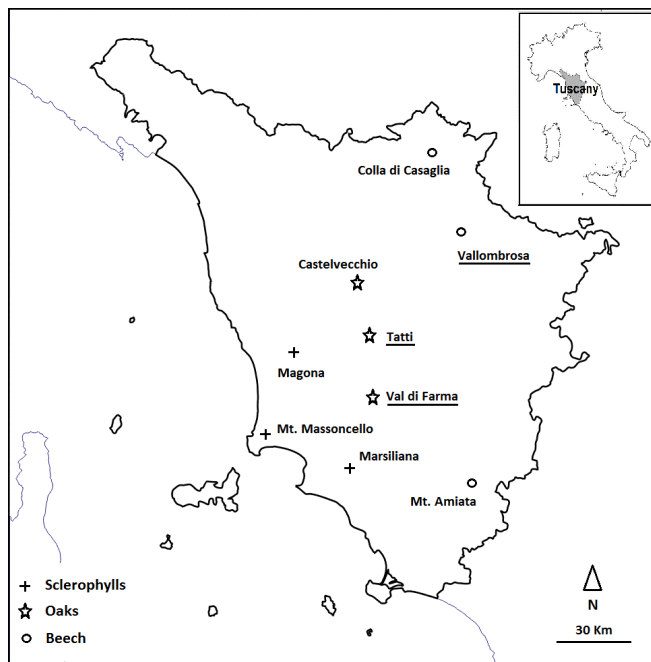 Tuscany
Colla di Casaglia
Vallombrosa
Castelvecchio
Tatti
Magona
Val di Farma
Mt. Massoncello
Marsiliana
Mt. Amiata
Sclerophylls
Oaks
Beech
N
30 Km